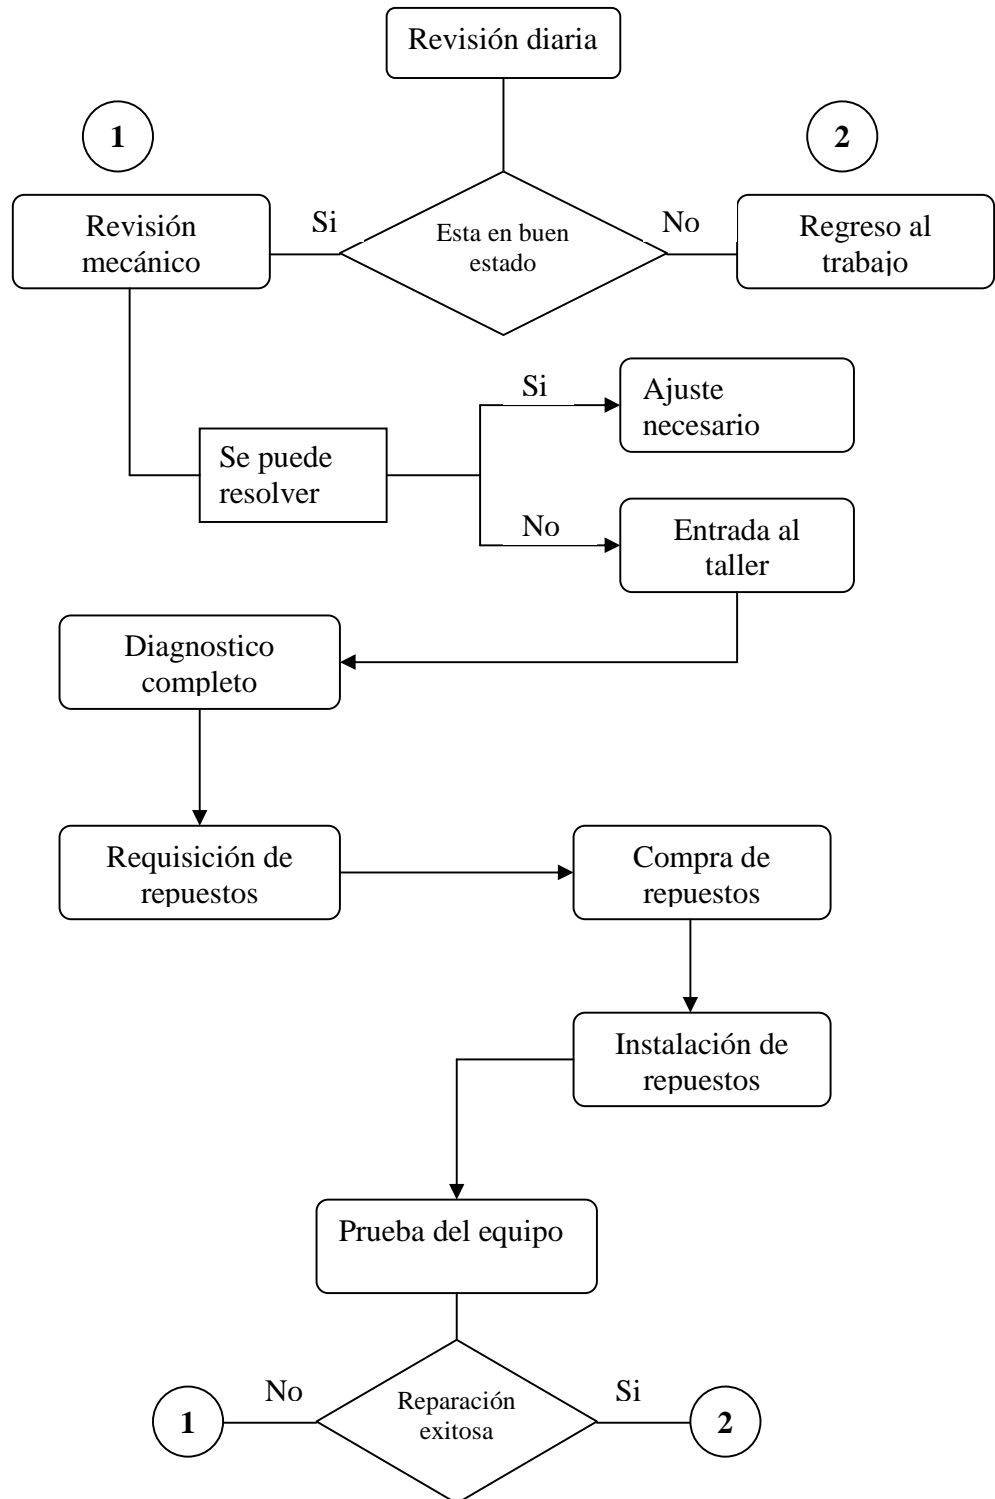 Revisión diaria
1
2
Revisión
mecánico
Si
Esta en buen
estado
No
Regreso al
trabajo
Si
Ajuste
necesario
Se puede
resolver
No
Entrada al
taller
Diagnostico
completo
Requisición de
repuestos
Compra de
repuestos
Instalación de
repuestos
Prueba del equipo
No
Reparación
exitosa
Si
1
2